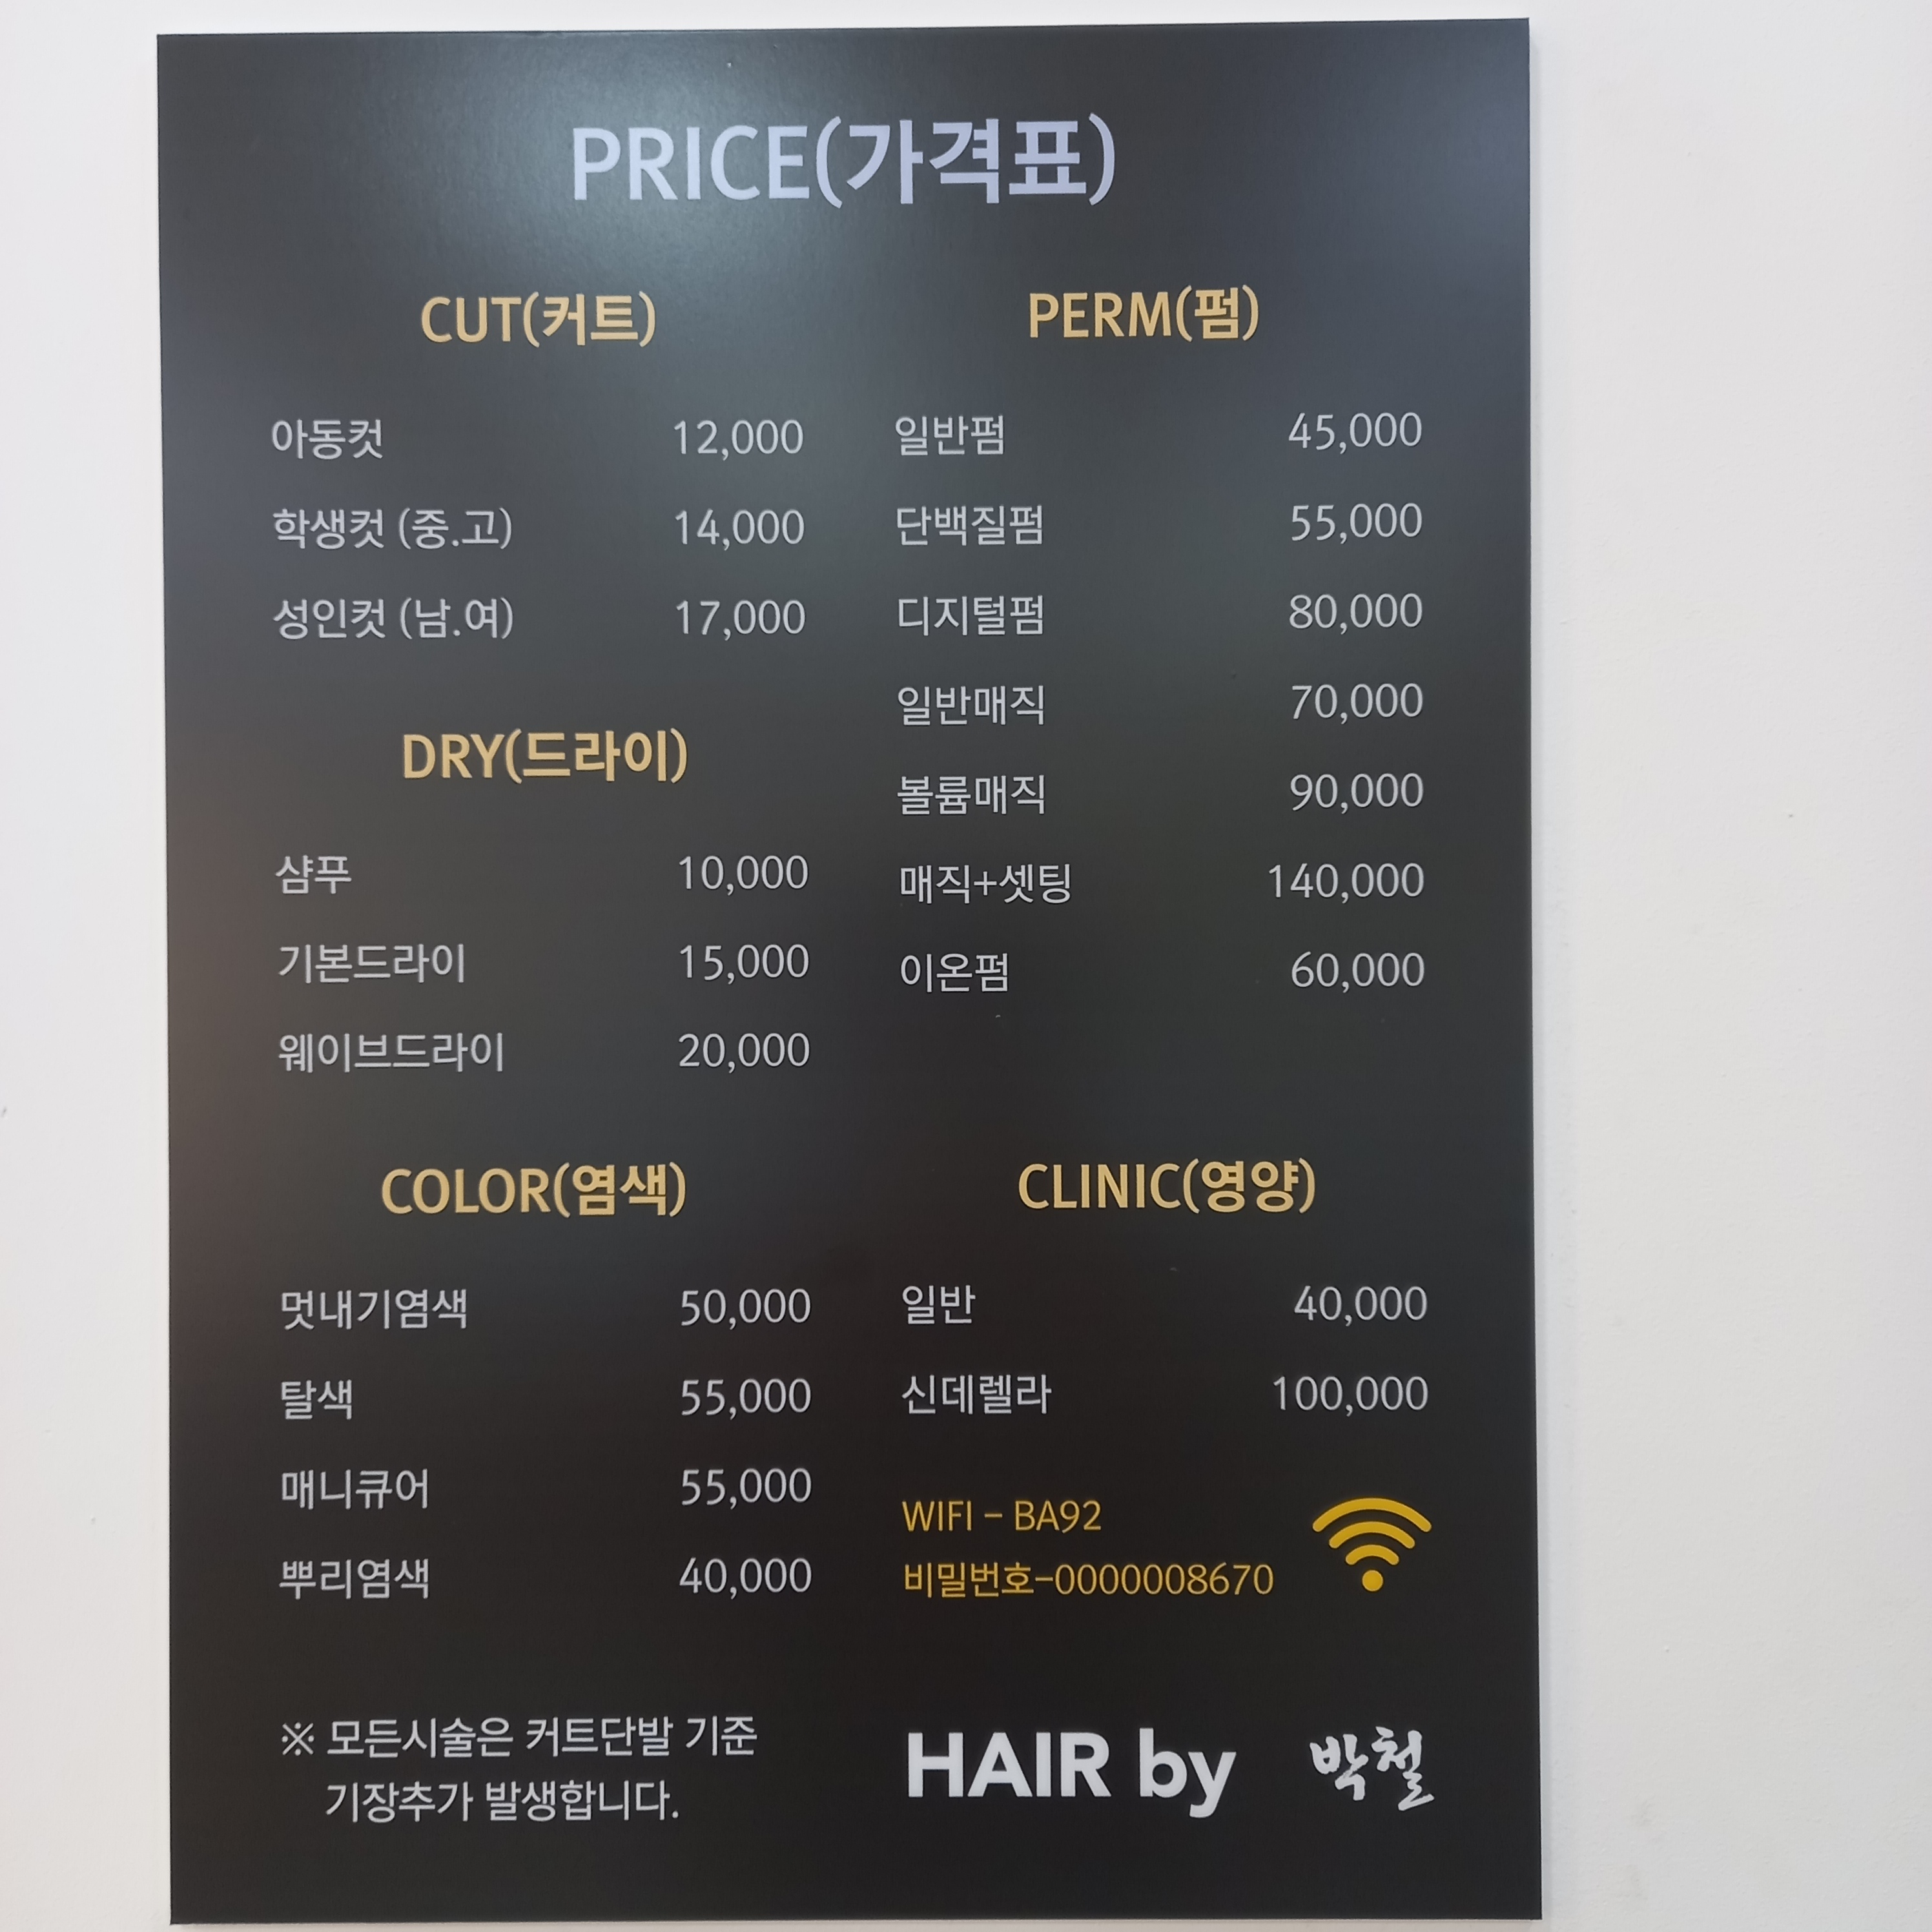 PRICE(가격표)
CUT(커트)
아동컷 12,000
학생컷 (중.고) 14,000
성인컷 (남.여) 17,000
DRY(드라이)
샴푸 10,000
기본드라이 15,000
웨이브드라이 20,000
COLOR(염색)
멋내기염색 50,000
탈색 55,000
매니큐어 55,000
뿌리염색 40,000
※ 모든시술은 커트단발 기준
기장추가 발생합니다.
PERM(펌)
일반펌 45,000
단백질펌 55,000
디지털펌 80,000
일반매직 70,000
볼륨매직 90,000
매직+셋팅 140,000
이온펌 60,000
CLINIC(영양)
일반 40,000
신데렐라 100,000
WIFI - BA92
비밀번호-0000008670
HAIR by 박철